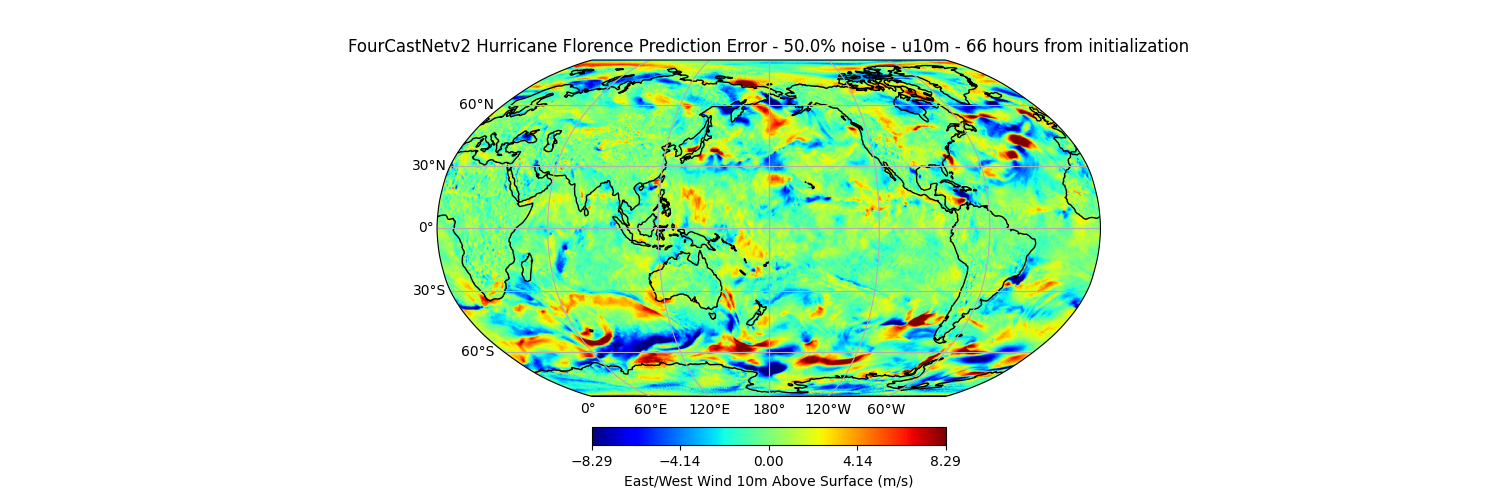 FourCastNetv2 Hurricane Florence Prediction Error - 50.0% noise - u10m - 66 hours from initialization
60°N
30°N
0°
30°S
60°S
0° 60°E 120°E 180° 120°W 60°W
−8.29 −4.14 0.00 4.14 8.29
East/West Wind 10m Above Surface (m/s)